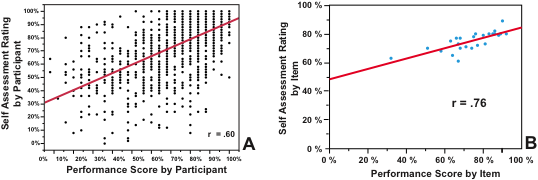 100%
90%
80%
70%
60%
50%
40%
30%
20%
10%
0%
Self Assessment Rating
by Participant
r = .60
A
0% 10% 20% 30% 40% 50% 60% 70% 80% 90% 100%
Performance Score by Participant
100 %
80 %
60 %
40 %
20 %
0 %
Self Assessment Rating
by Item
r = .76
B
0 % 20 % 40 % 60 % 80 % 100 %
Performance Score by Item